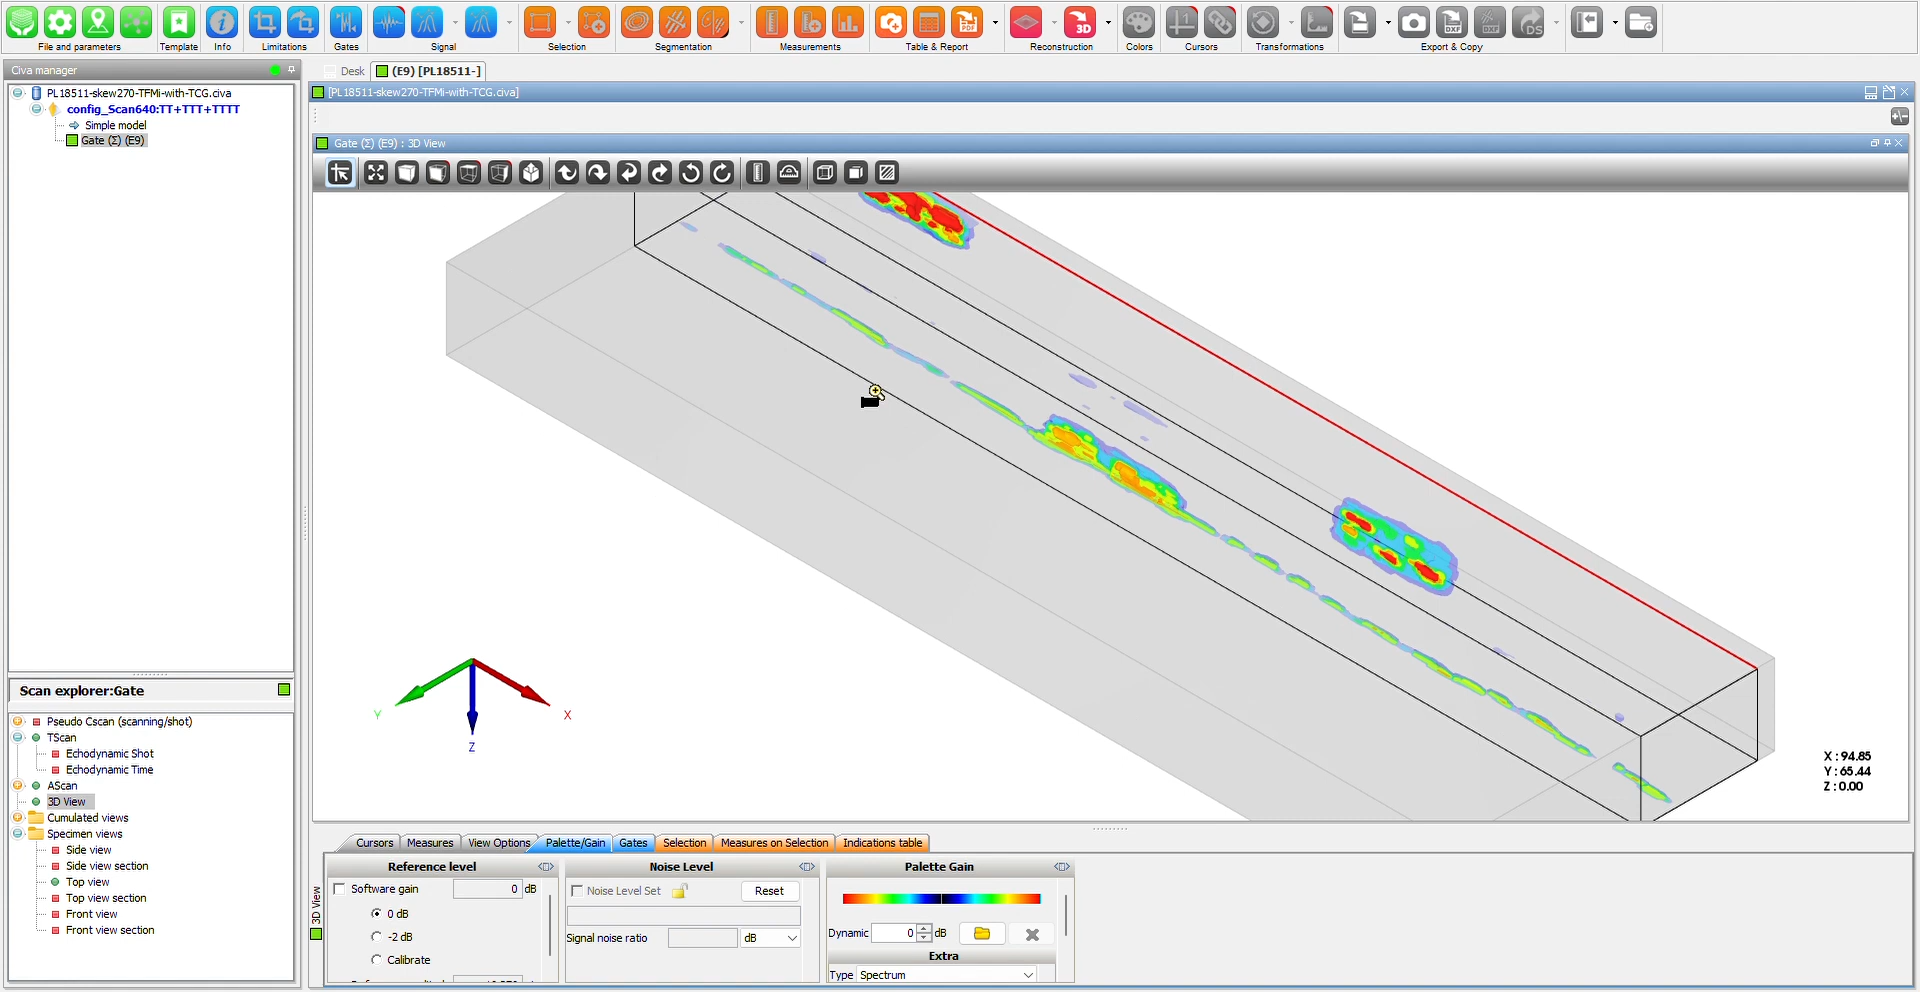 3D
PDF
DXF
DXF
DS
File and parameters
Template
Info
Limitations
Gates
Signal
Selection
Segmentation
Measurements
Table & Report
Reconstruction
Colors
Cursors
Transformations
Export & Copy
Civa manager
Desk
(E9) [PL18511-]
PL18511-skew270-TFMi-with-TCG.civa
[PL18511-skew270-TFMi-with-TCG.civa]
config_Scan640:TT+TTT+TTTT
Simple model
Gate (Σ) (E9)
Gate (Σ) (E9) : 3D View
Y
X
Z
X : 94.85
Y : 65.44
Z : 0.00
Scan explorer:Gate
Pseudo Cscan (scanning/shot)
TScan
Echodynamic Shot
Echodynamic Time
AScan
3D View
Cumulated views
Specimen views
Side view
Side view section
Top view
Top view section
Front view
Front view section
Cursors
Measures
View Options
Palette/Gain
Gates
Selection
Measures on Selection
Indications table
3D View
Reference level
Software gain
0 dB
0 dB
-2 dB
Calibrate
Noise Level
Noise Level Set
Reset
Signal noise ratio
dB
Palette Gain
Dynamic
0 dB
Extra
Type Spectrum